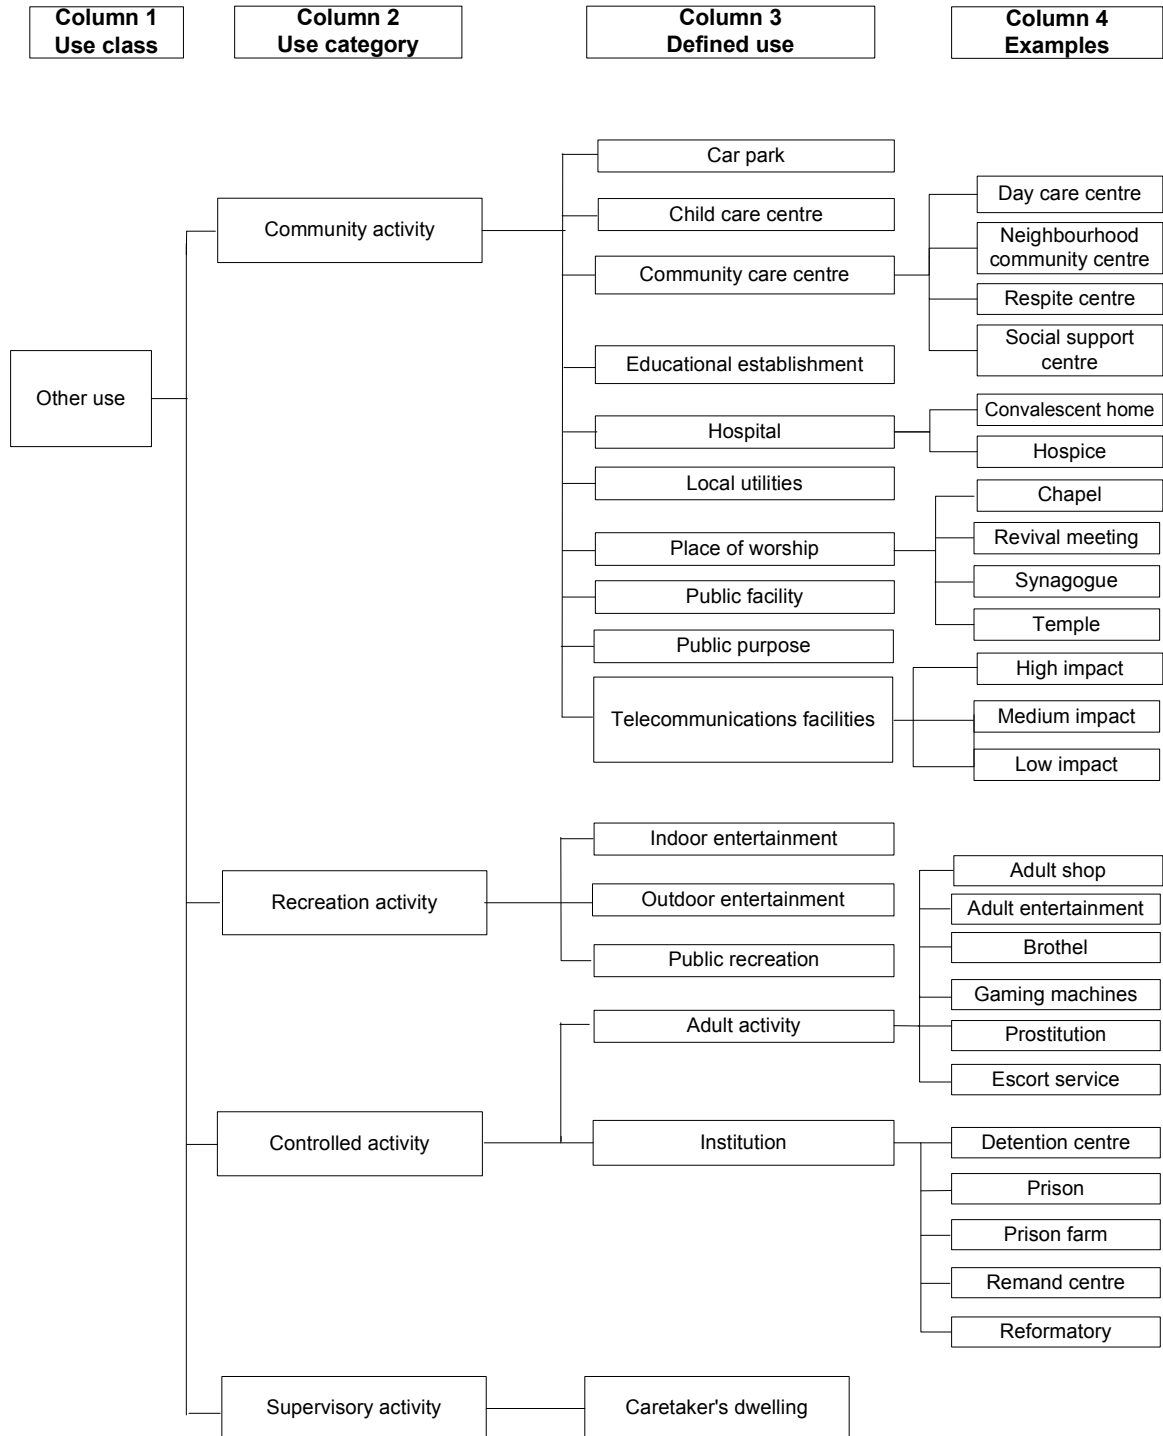 Column 1
Use class
Column 2
Use category
Column 3
Defined use
Column 4
Examples
Other use
Community activity
Car park
Child care centre
Community care centre
Day care centre
Neighbourhood
community centre
Respite centre
Social support
centre
Educational establishment
Hospital
Convalescent home
Hospice
Local utilities
Place of worship
Chapel
Revival meeting
Synagogue
Temple
Public facility
Public purpose
Telecommunications facilities
High impact
Medium impact
Low impact
Recreation activity
Indoor entertainment
Outdoor entertainment
Public recreation
Controlled activity
Adult activity
Adult shop
Adult entertainment
Brothel
Gaming machines
Prostitution
Escort service
Institution
Detention centre
Prison
Prison farm
Remand centre
Reformatory
Supervisory activity
Caretaker's dwelling